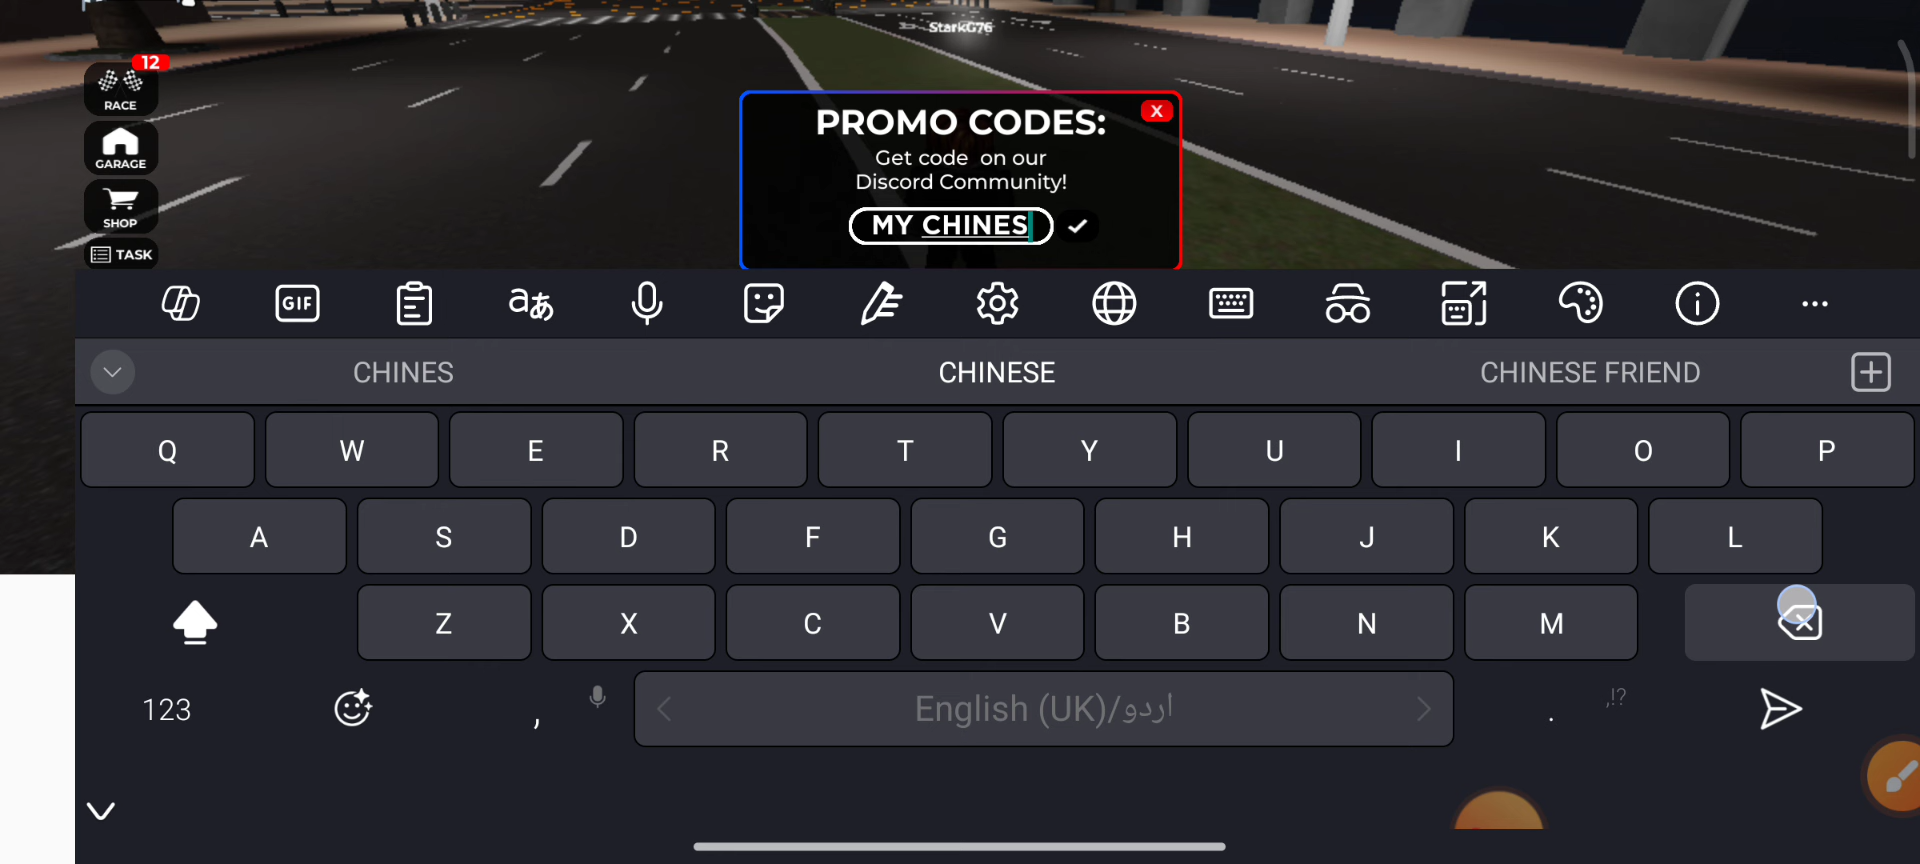 StarkG76
12
RACE
GARAGE
SHOP
TASK
PROMO CODES:
X
Get code on our
Discord Community!
MY CHINES
GIF
aあ
CHINES
CHINESE
CHINESE FRIEND
Q W E R T Y U I O P
A S D F G H J K L
Z X C V B N M
123
,
English (UK)/اردو
.
,!?